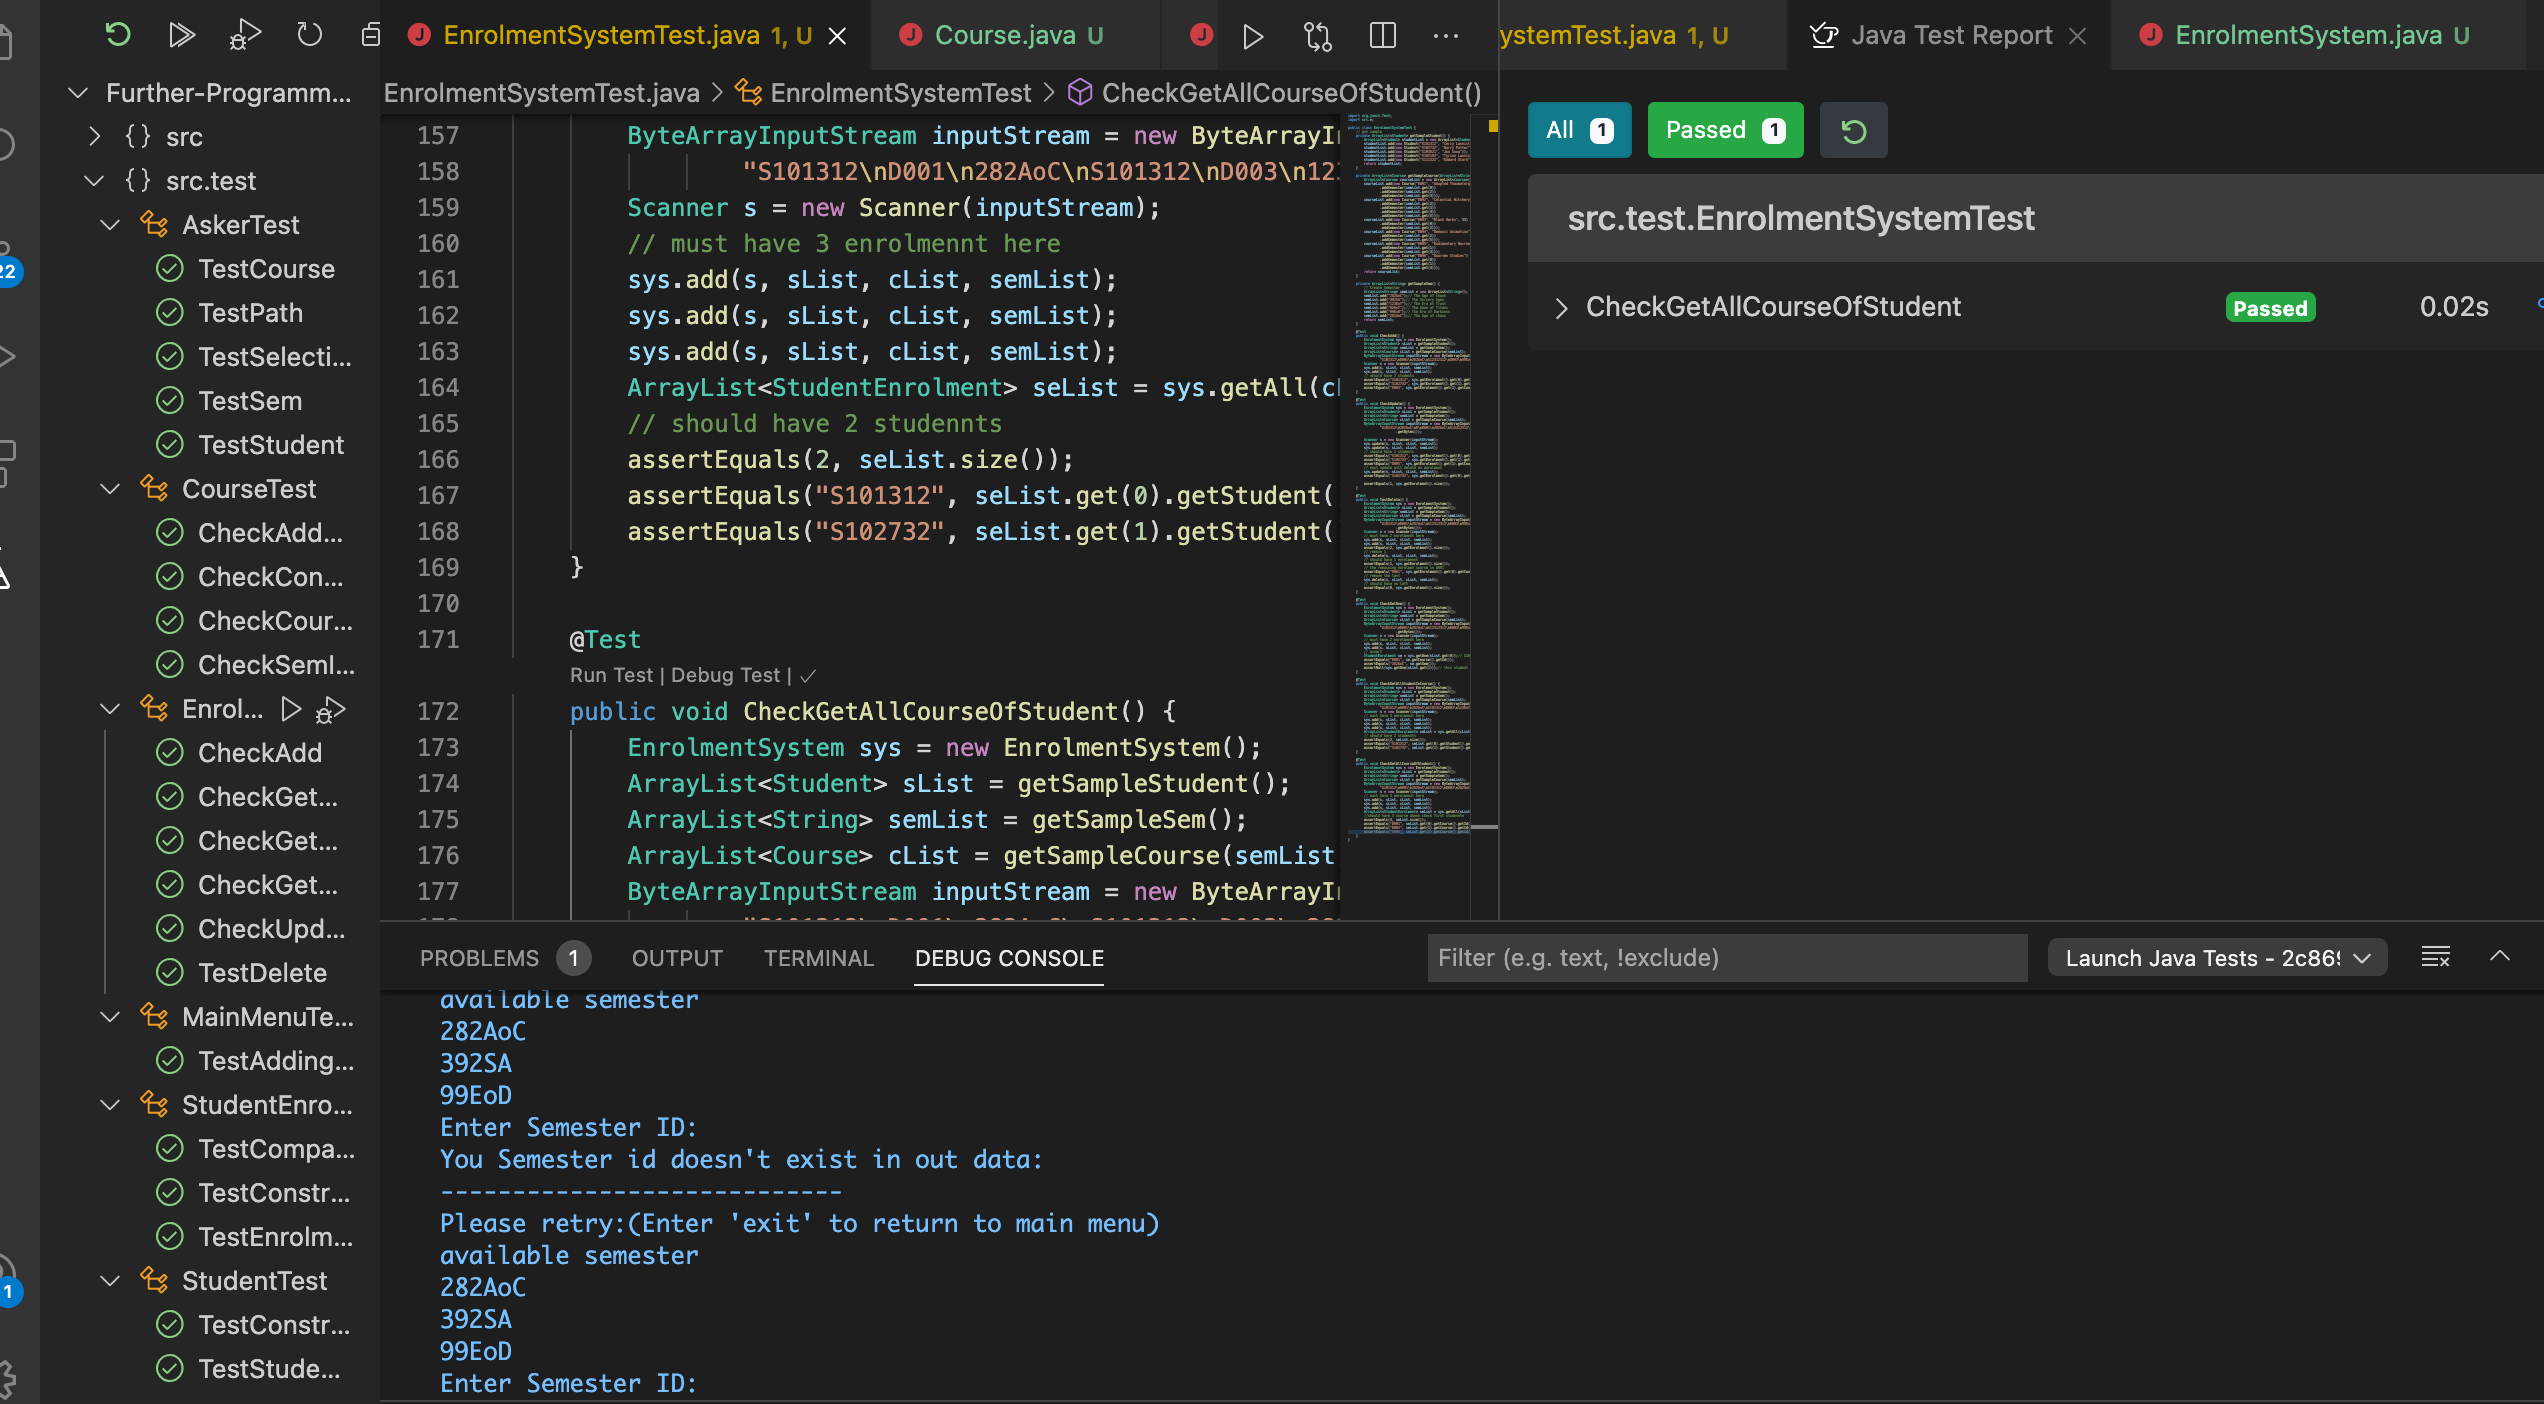 EnrolmentSystemTest.java 1, U
Course.java U
ystemTest.java 1, U
Java Test Report
EnrolmentSystem.java U
Further-Programm...
{} src
{} src.test
AskerTest
TestCourse
TestPath
TestSelecti...
TestSem
TestStudent
CourseTest
CheckAdd...
CheckCon...
CheckCour...
CheckSemI...
Enrol...
CheckAdd
CheckGet...
CheckGet...
CheckGet...
CheckUpd...
TestDelete
MainMenuTe...
TestAdding...
StudentEnro...
TestCompa...
TestConstr...
TestEnrolm...
StudentTest
TestConstr...
TestStude...
22
1
EnrolmentSystemTest.java > EnrolmentSystemTest > CheckGetAllCourseOfStudent()
157 ByteArrayInputStream inputStream = new ByteArrayIn
158 "S101312\nD001\n282AoC\nS101312\nD003\n12
159 Scanner s = new Scanner(inputStream);
160 // must have 3 enrolmennt here
161 sys.add(s, sList, cList, semList);
162 sys.add(s, sList, cList, semList);
163 sys.add(s, sList, cList, semList);
164 ArrayList<StudentEnrolment> seList = sys.getAll(c
165 // should have 2 studennts
166 assertEquals(2, seList.size());
167 assertEquals("S101312", seList.get(0).getStudent(
168 assertEquals("S102732", seList.get(1).getStudent(
169 }
170
171 @Test
Run Test | Debug Test | ✓
172 public void CheckGetAllCourseOfStudent() {
173 EnrolmentSystem sys = new EnrolmentSystem();
174 ArrayList<Student> sList = getSampleStudent();
175 ArrayList<String> semList = getSampleSem();
176 ArrayList<Course> cList = getSampleCourse(semList
177 ByteArrayInputStream inputStream = new ByteArrayIn
All 1
Passed 1
src.test.EnrolmentSystemTest
CheckGetAllCourseOfStudent Passed 0.02s
PROBLEMS 1 OUTPUT TERMINAL DEBUG CONSOLE
Filter (e.g. text, !exclude)
Launch Java Tests - 2c869
available semester
282AoC
392SA
99EoD
Enter Semester ID:
You Semester id doesn't exist in out data:
----------------------------
Please retry:(Enter 'exit' to return to main menu)
available semester
282AoC
392SA
99EoD
Enter Semester ID: